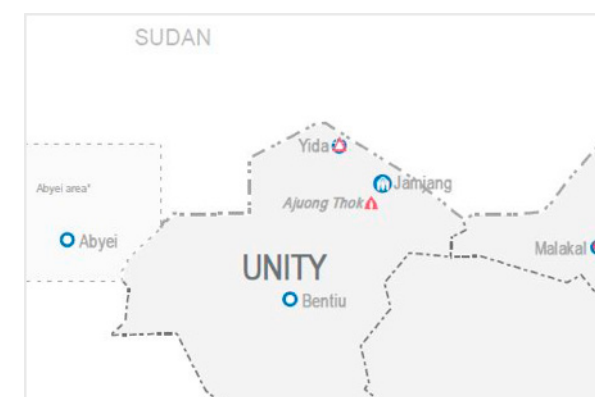 SUDAN
Yida
Jamjang
Abyei area*
Ajuong Thok
Abyei
Malakal
UNITY
Bentiu